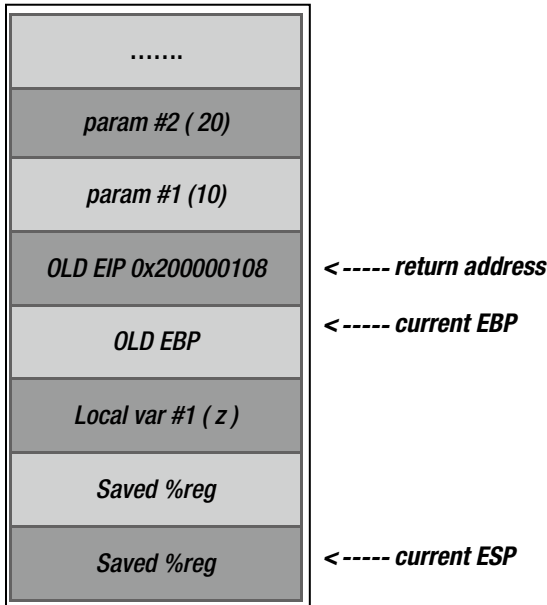 .......
param #2 ( 20)
param #1 (10)
OLD EIP 0x200000108 <----- return address
OLD EBP <----- current EBP
Local var #1 ( z )
Saved %reg
Saved %reg <----- current ESP